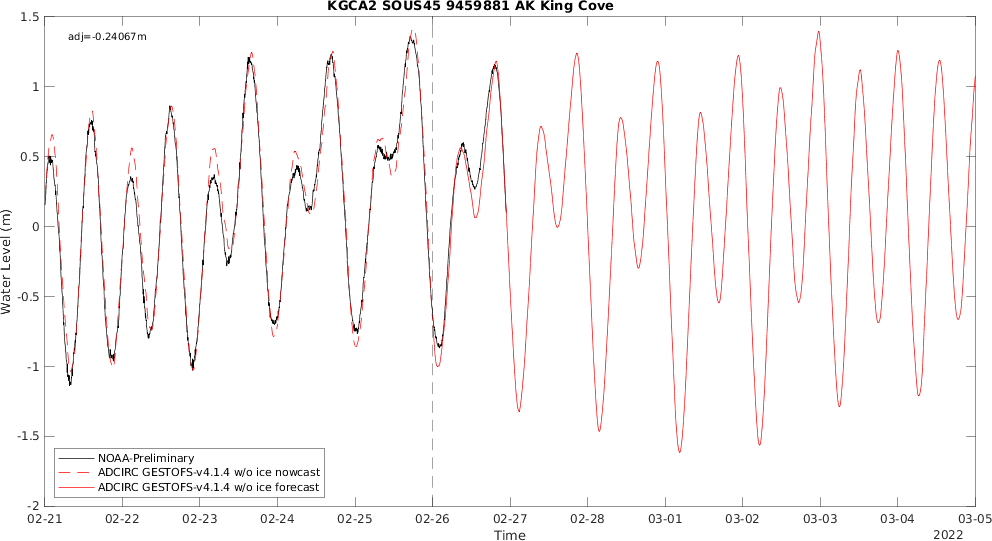 KGCA2 SOUS45 9459881 AK King Cove
adj=-0.24067m
1.5
1
0.5
0
-0.5
-1
-1.5
-2
Water Level (m)
NOAA-Preliminary
ADCIRC GESTOFS-v4.1.4 w/o ice nowcast
ADCIRC GESTOFS-v4.1.4 w/o ice forecast
02-21 02-22 02-23 02-24 02-25 02-26 02-27 02-28 03-01 03-02 03-03 03-04 03-05
Time
2022